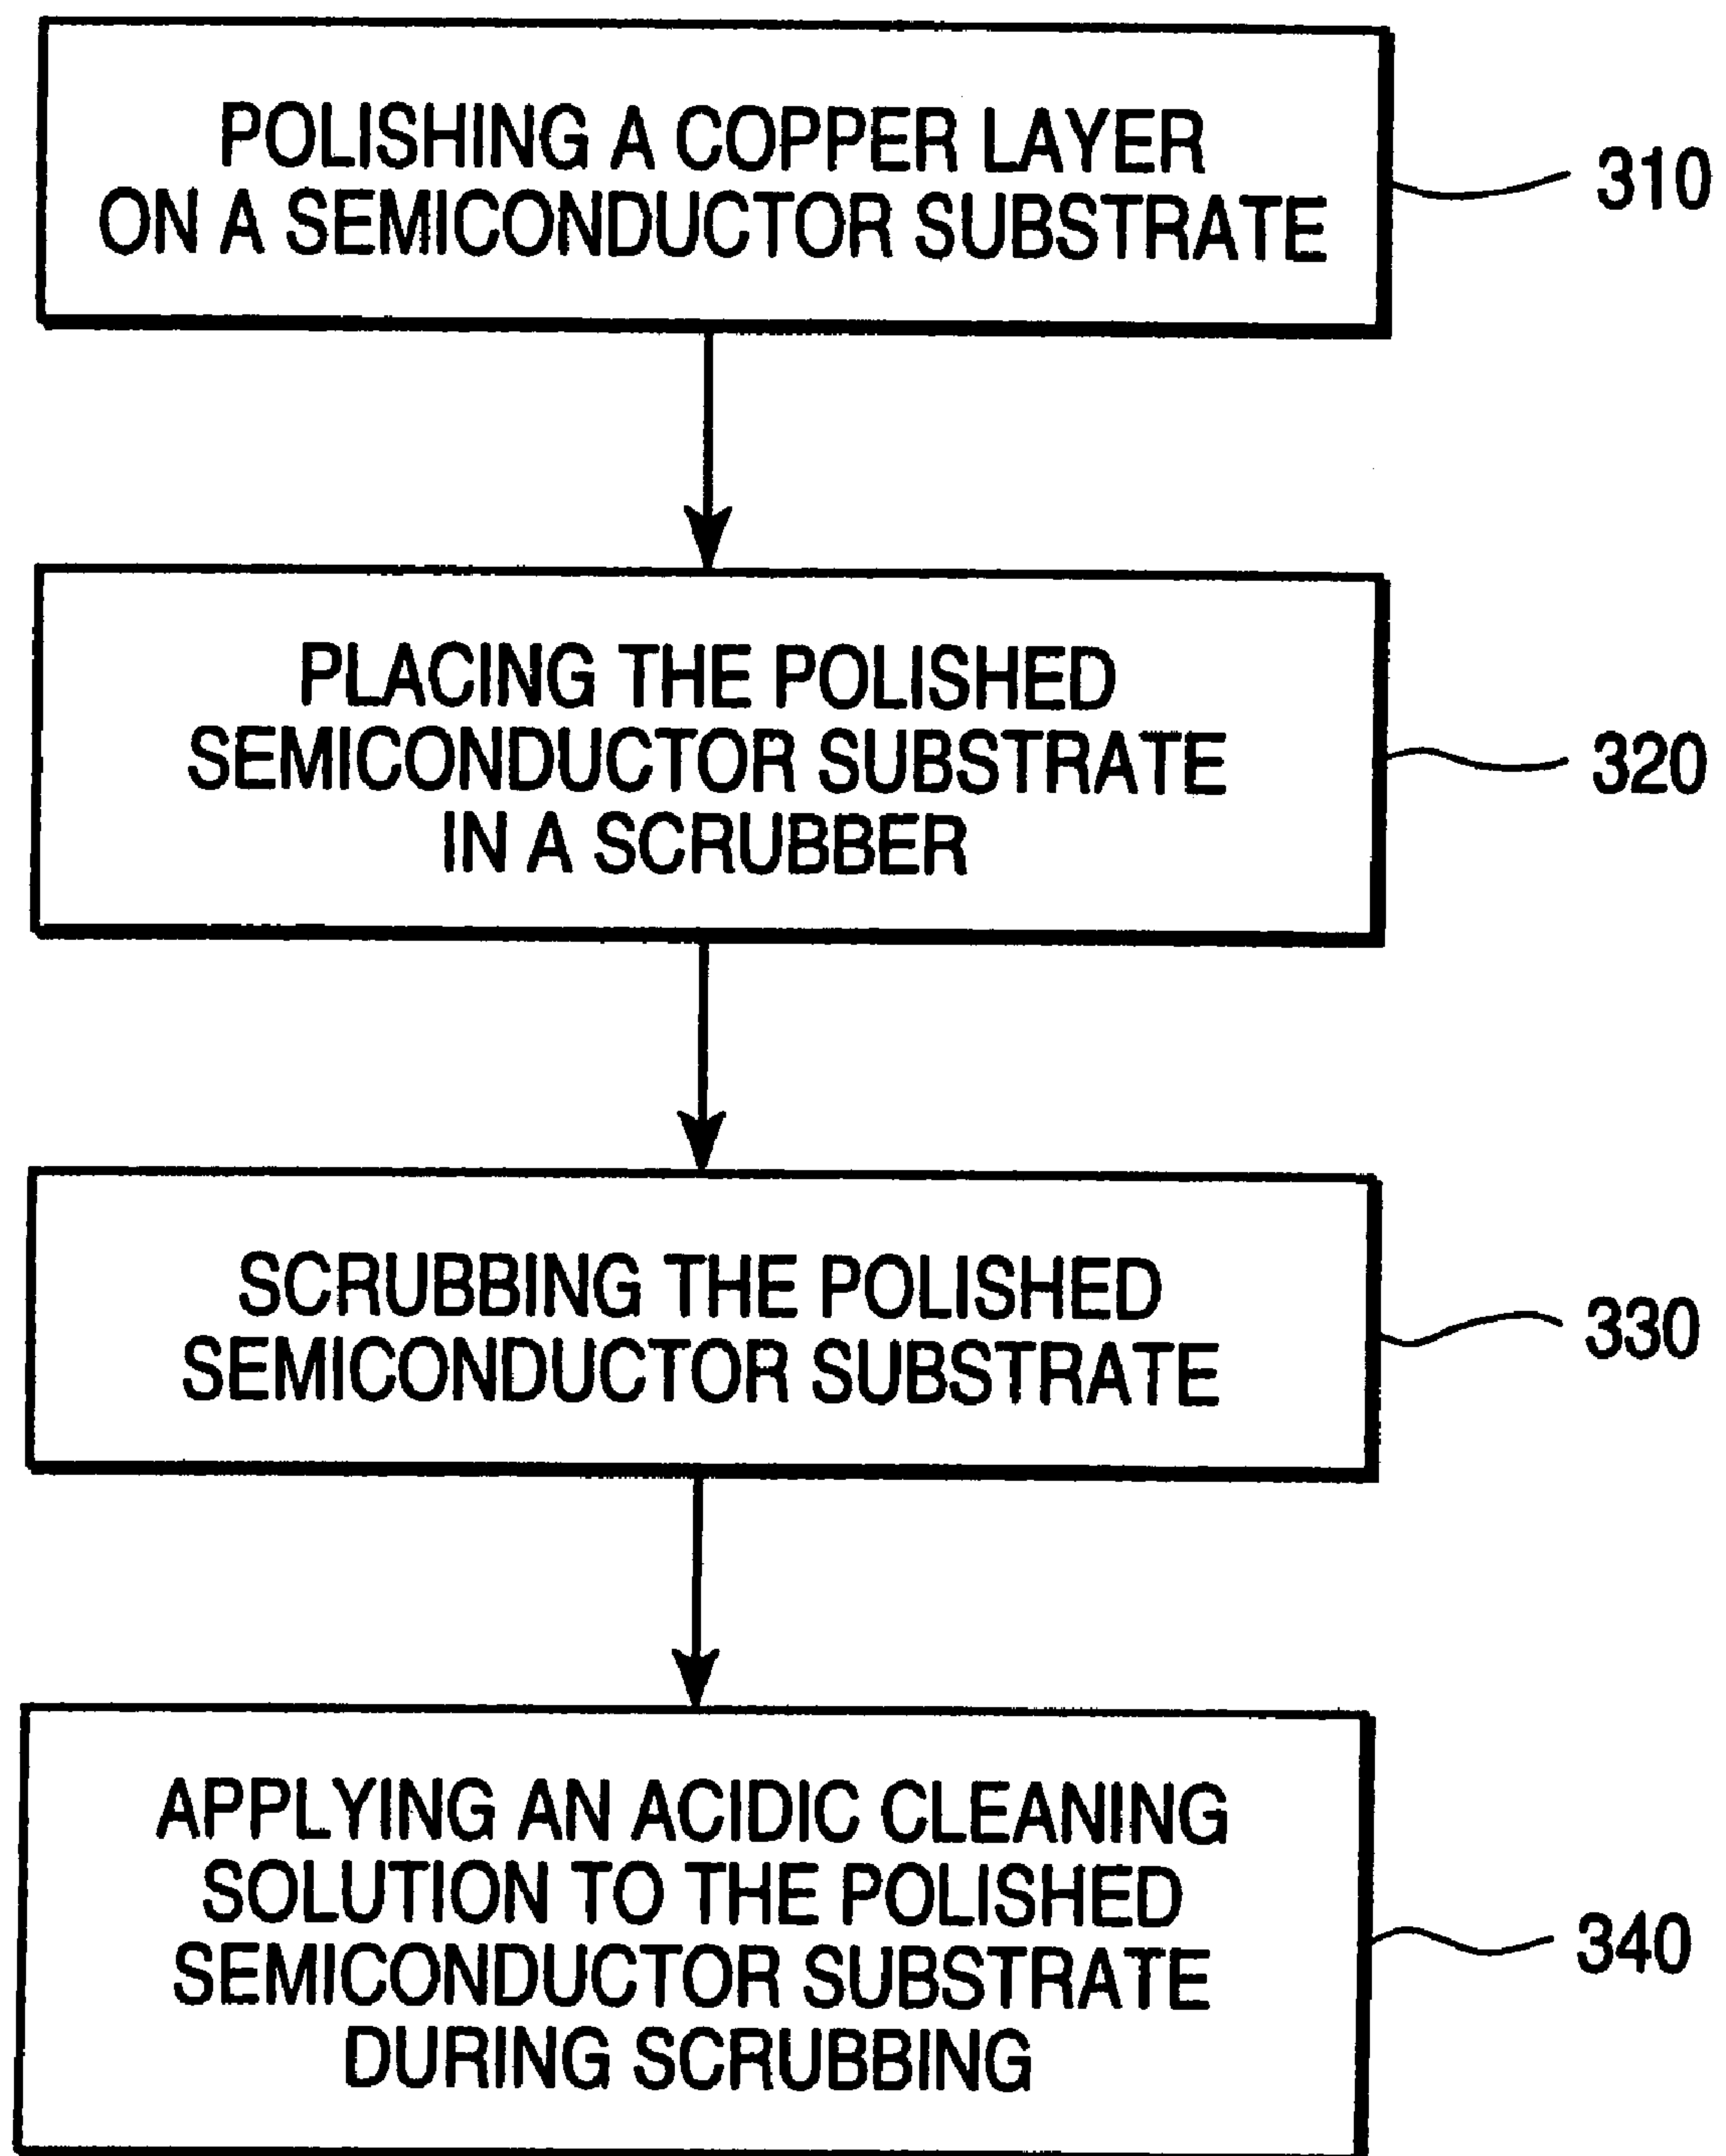 POLISHING A COPPER LAYER
ON A SEMICONDUCTOR SUBSTRATE
310
PLACING THE POLISHED
SEMICONDUCTOR SUBSTRATE
IN A SCRUBBER
320
SCRUBBING THE POLISHED
SEMICONDUCTOR SUBSTRATE
330
APPLYING AN ACIDIC CLEANING
SOLUTION TO THE POLISHED
SEMICONDUCTOR SUBSTRATE
DURING SCRUBBING
340